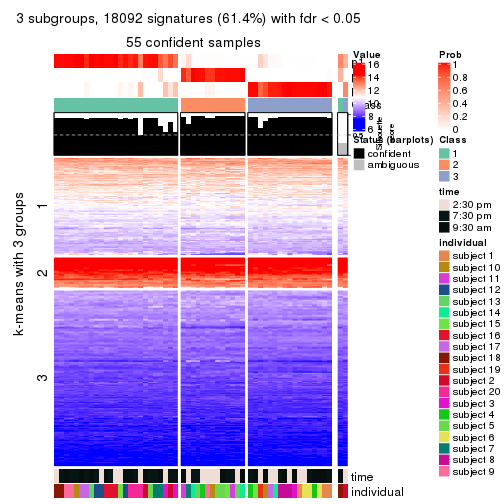 3 subgroups, 18092 signatures (61.4%) with fdr < 0.05
55 confident samples
k-means with 3 groups
1
2
3
Value
16
14
12
10
8
6
Silhouette
score
Status (barplots)
confident
ambiguous
time
individual
Prob
1
0.8
0.6
0.4
0.2
0
Class
1
2
3
time
2:30 pm
7:30 pm
9:30 am
individual
subject 1
subject 10
subject 11
subject 12
subject 13
subject 14
subject 15
subject 16
subject 17
subject 18
subject 19
subject 2
subject 20
subject 3
subject 4
subject 5
subject 6
subject 7
subject 8
subject 9